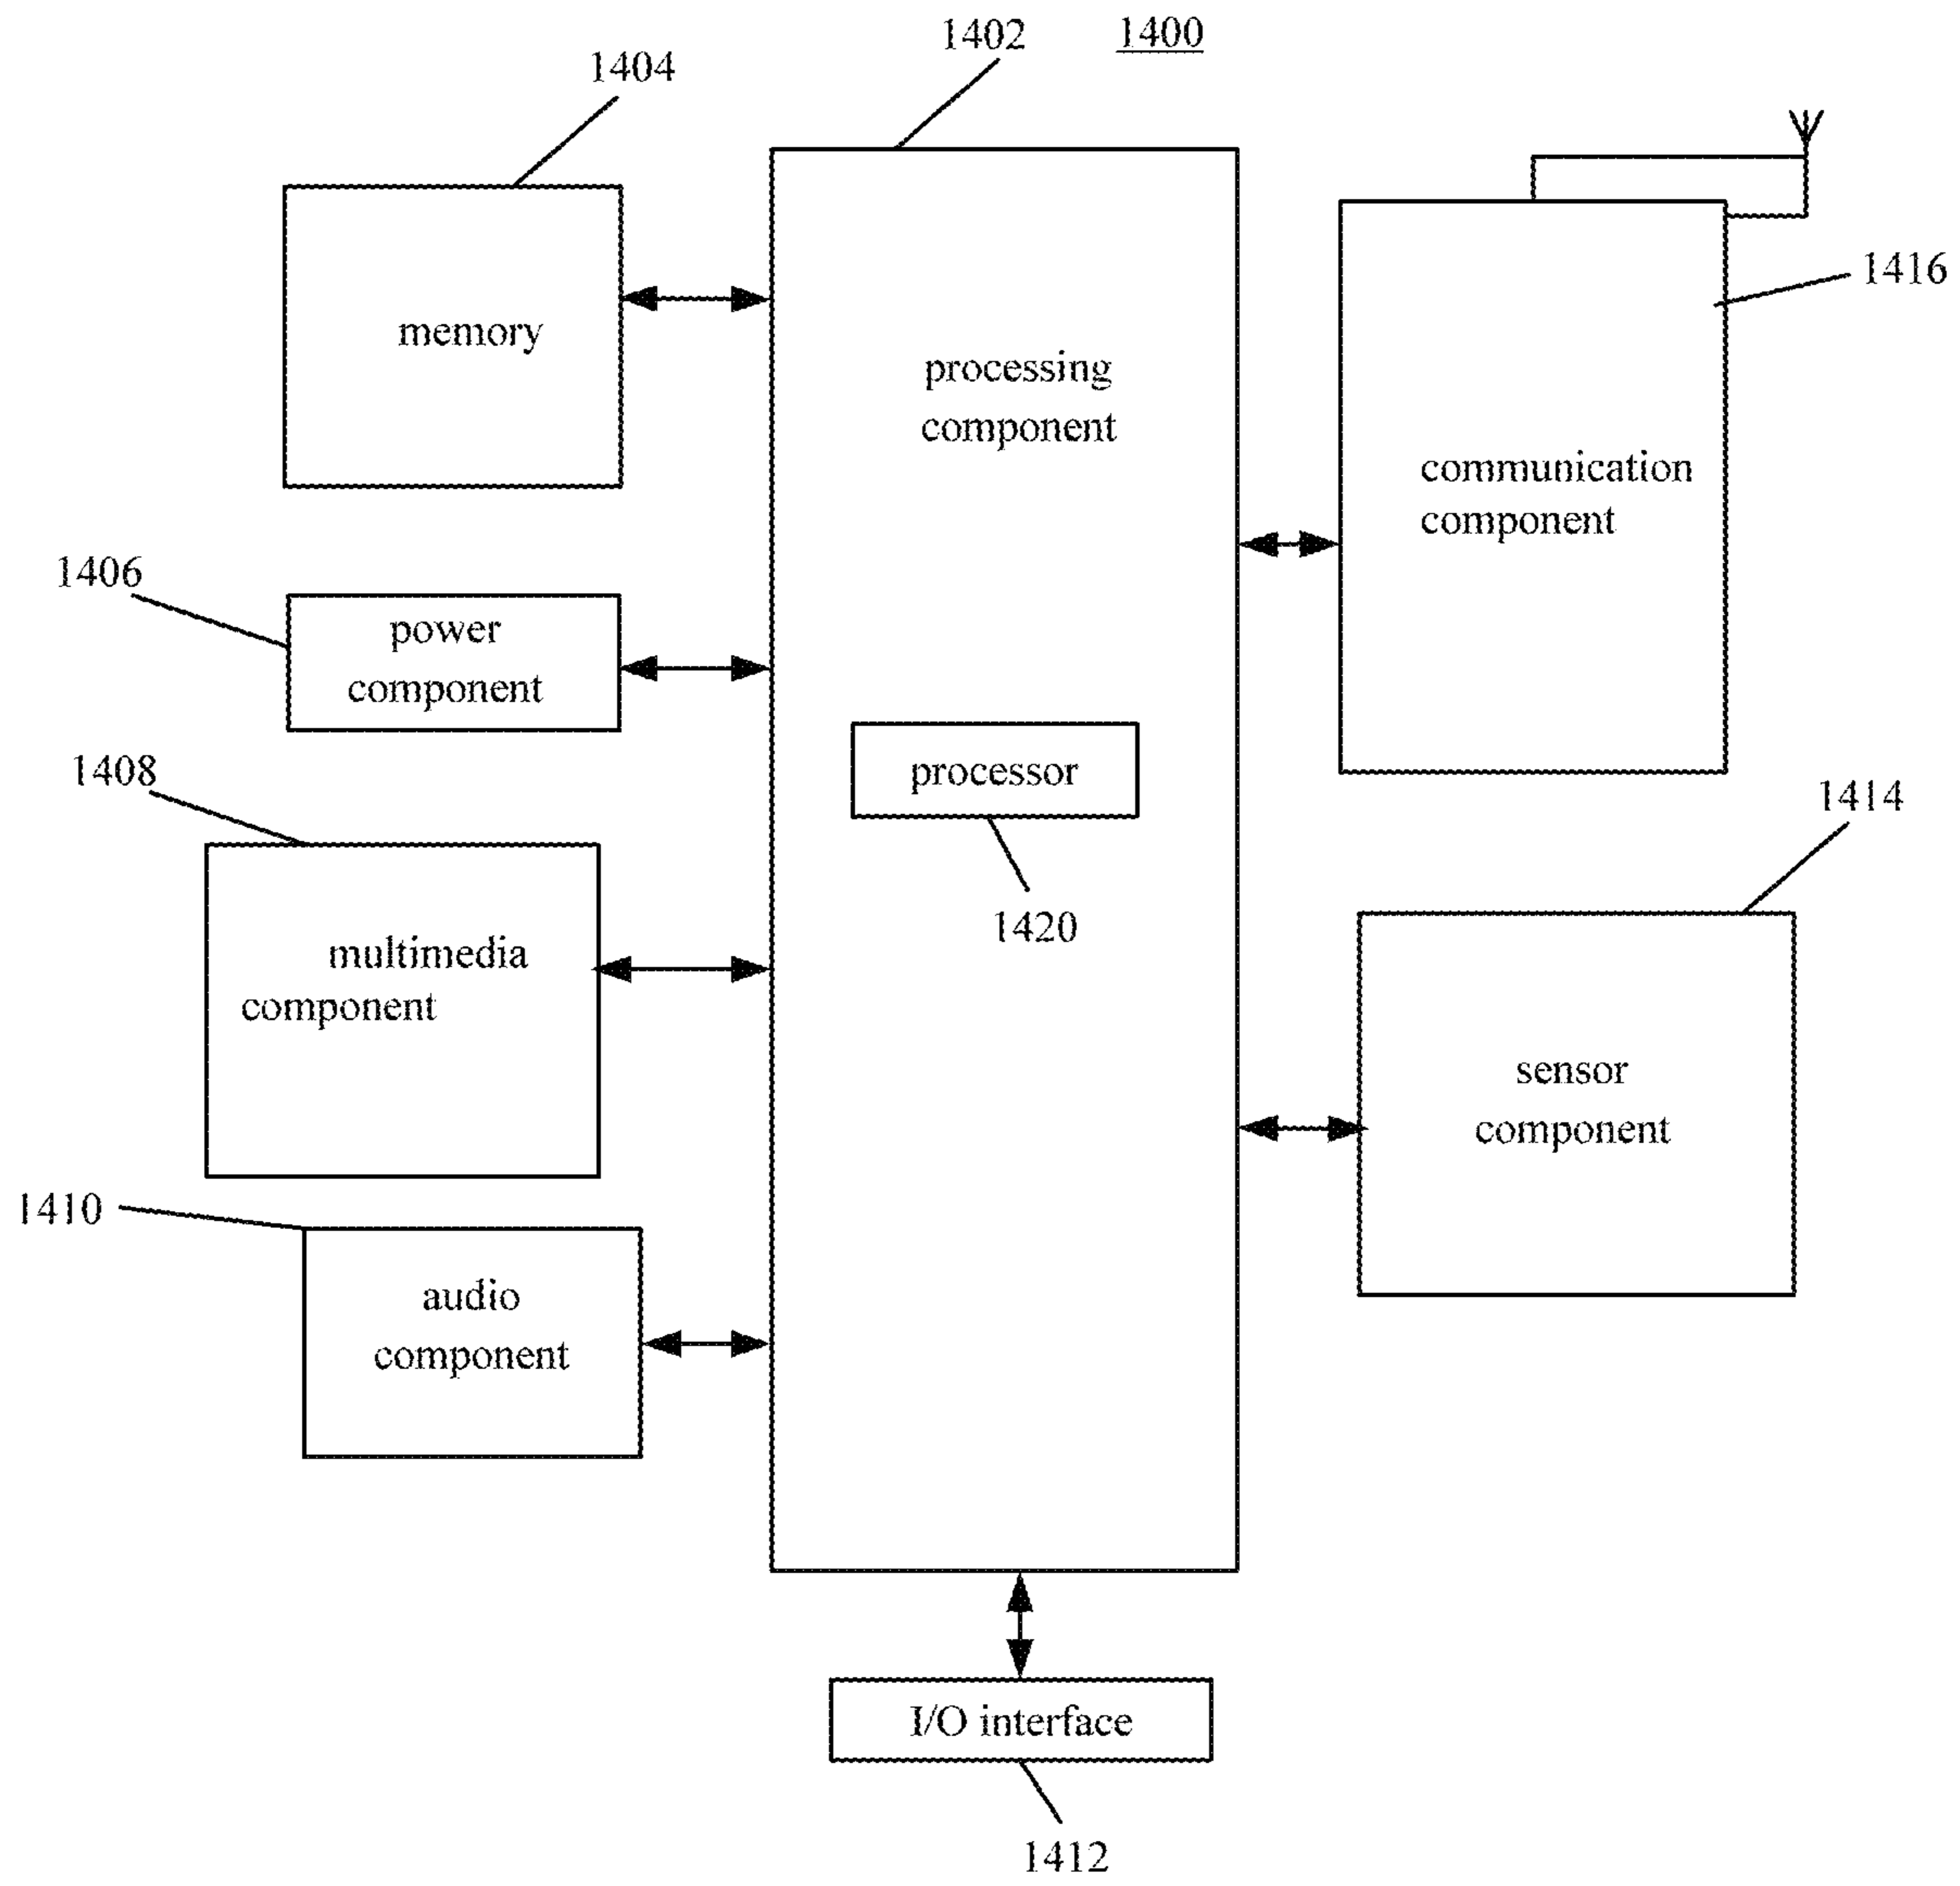 1402
1400
1404
memory
processing
component
1416
communication
component
1406
power
component
1408
processor
1414
1420
multimedia
component
sensor
component
1410
audio
component
I/O interface
1412